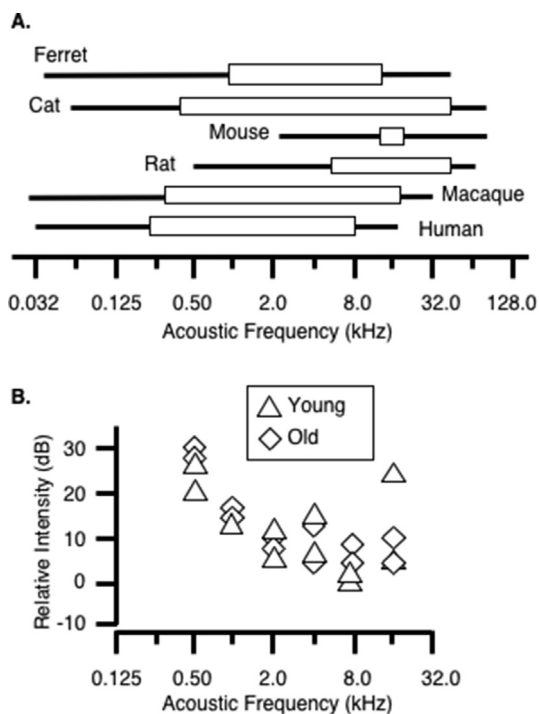 A.
Ferret
Cat
Mouse
Rat
Macaque
Human
0.032 0.125 0.50 2.0 8.0 32.0 128.0
Acoustic Frequency (kHz)
B.
Young
Old
Relative Intensity (dB)
30
20
10
0
-10
0.125 0.50 2.0 8.0 32.0
Acoustic Frequency (kHz)